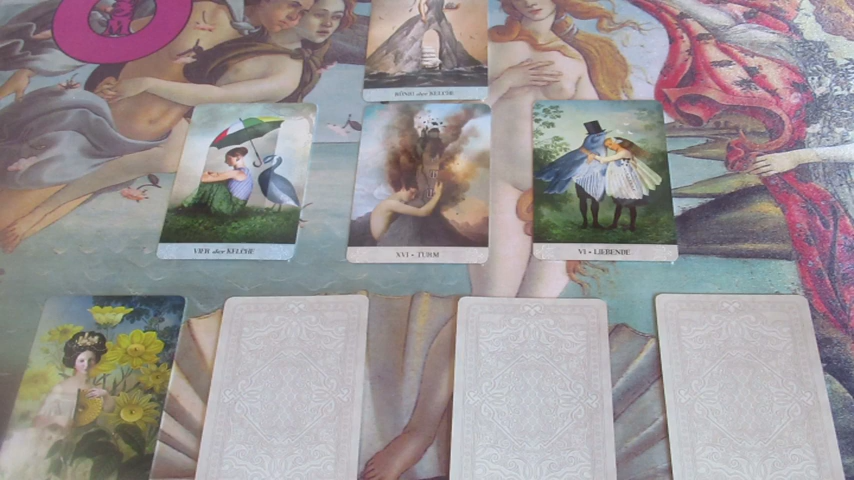 KÖNIG der KELCHE
VIER der KELCHE
XVI - TURM
VI - LIEBENDE